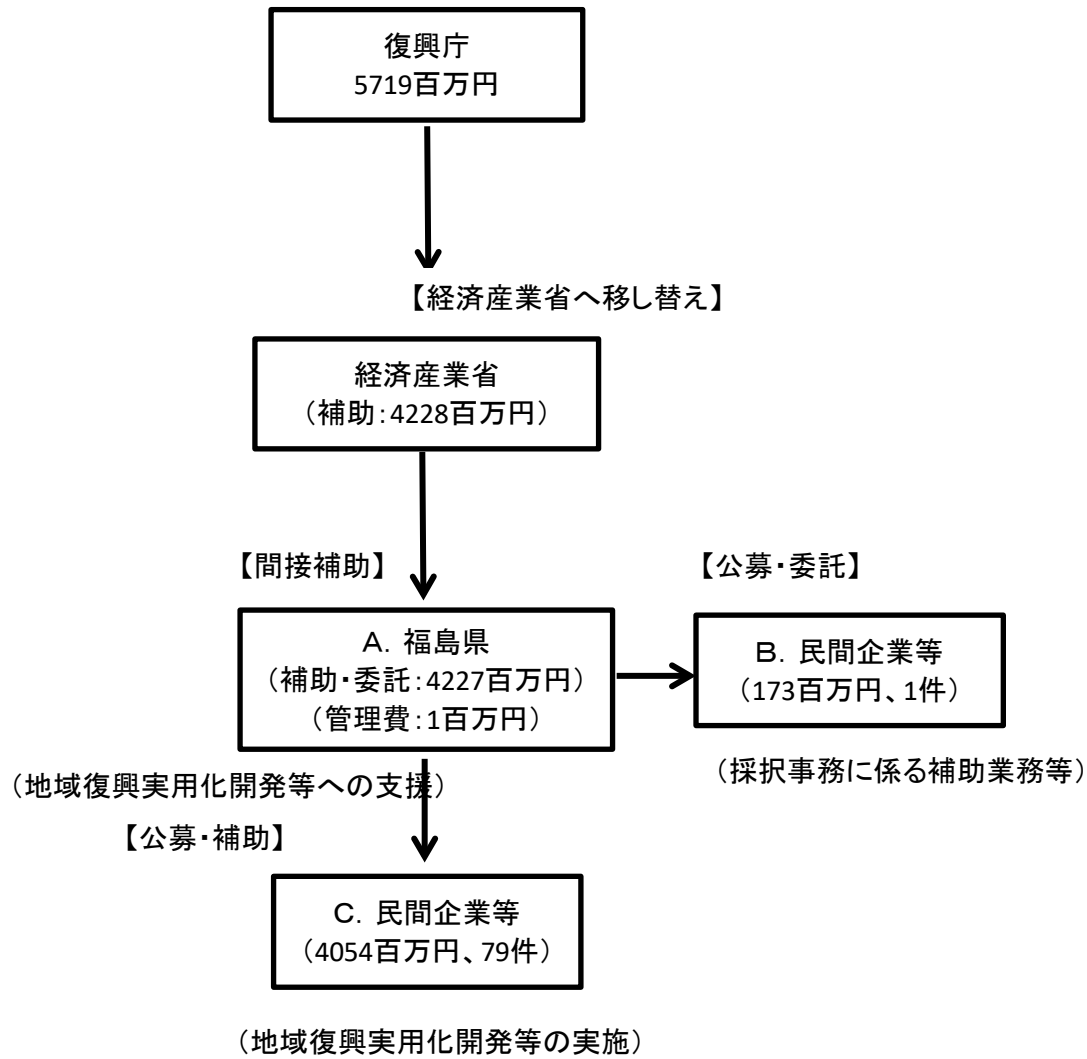 復興庁
5719百万円
【経済産業省へ移し替え】
経済産業省
（補助：4228百万円）
【間接補助】
【公募・委託】
A．福島県
（補助・委託：4227百万円）
（管理費：1百万円）
B．民間企業等
（173百万円、1件）
（地域復興実用化開発等への支援）
（採択事務に係る補助業務等）
【公募・補助】
C．民間企業等
（4054百万円、79件）
（地域復興実用化開発等の実施）